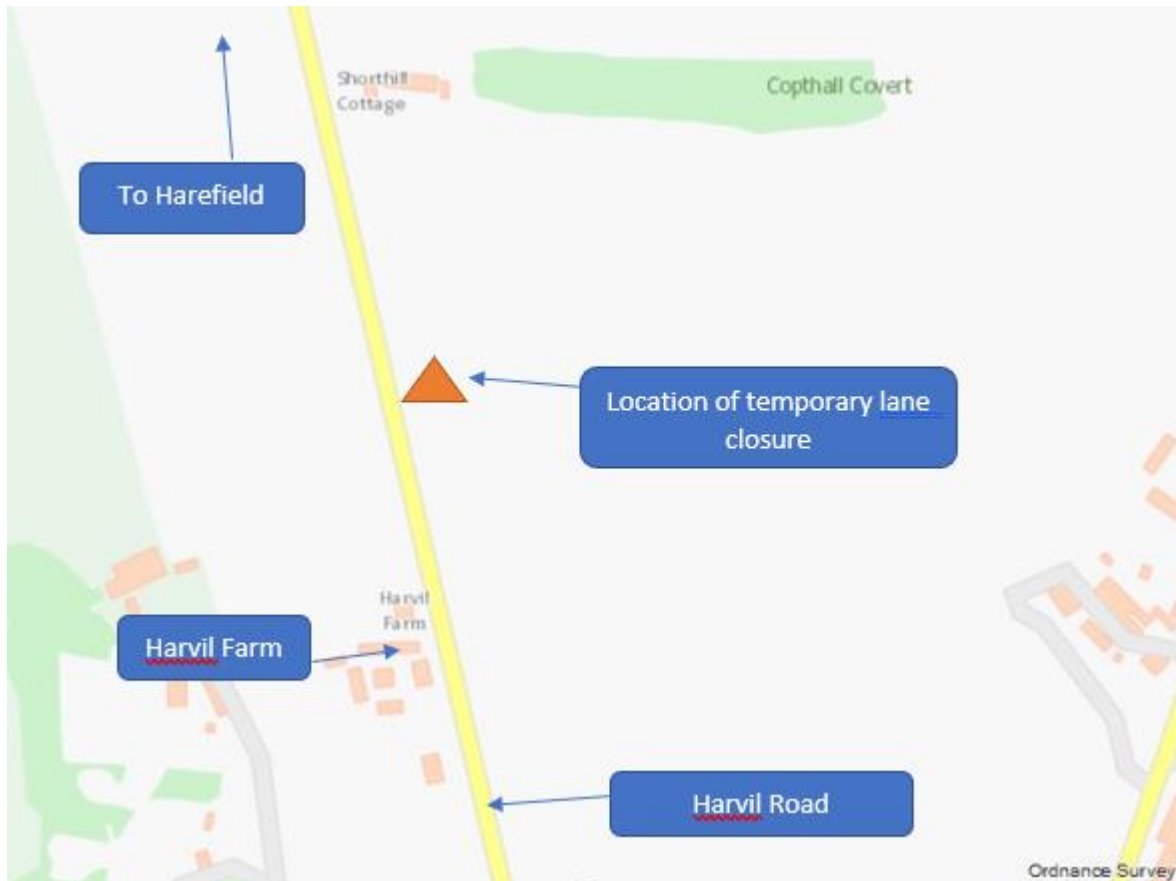 Shorthill
Cottage
Copthall Covert
To Harefield
Location of temporary lane
closure
Harvil
Farm
Harvil Farm
Harvil Road
Ordnance Survey